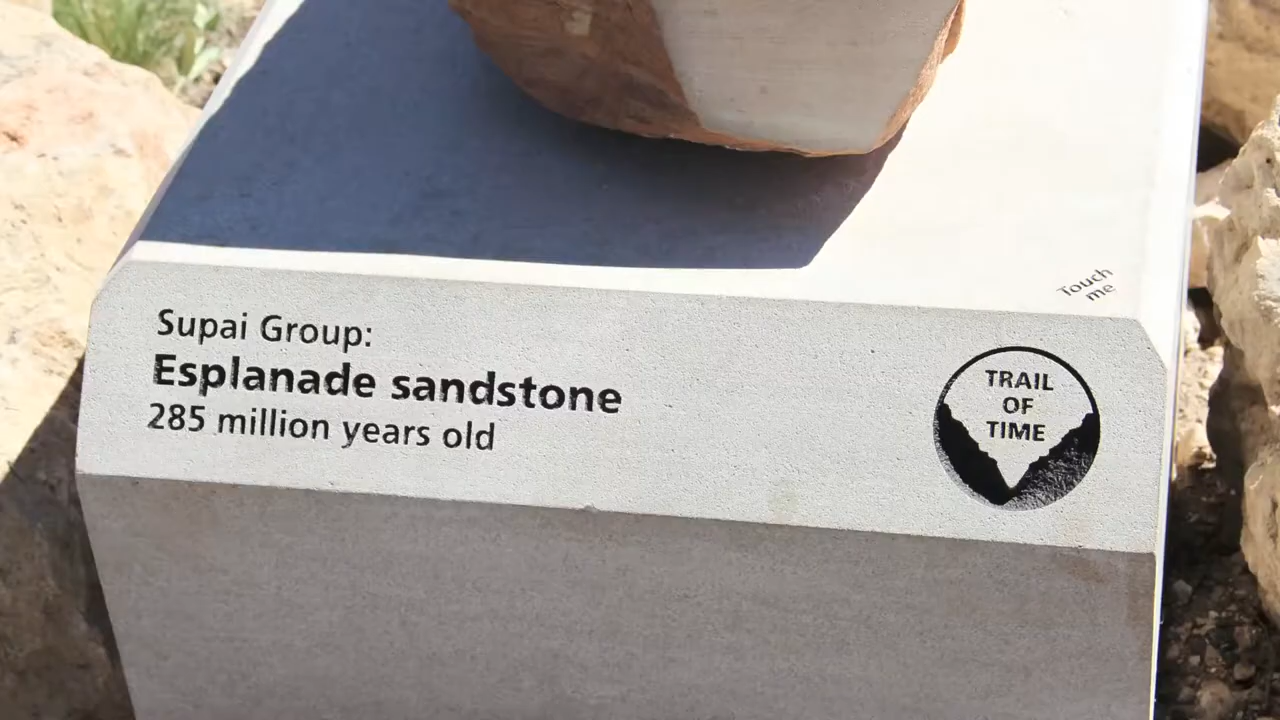 Touch
me
Supai Group:
Esplanade sandstone
285 million years old
TRAIL
OF
TIME